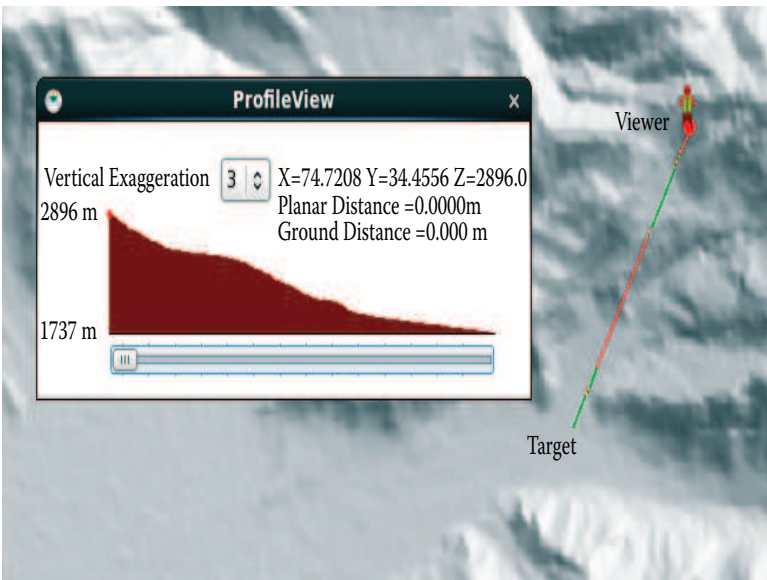 ProfileView
x
Viewer
Vertical Exaggeration 3 X=74.7208 Y=34.4556 Z=2896.0
2896 m
Planar Distance =0.0000m
Ground Distance =0.000 m
1737 m
Target